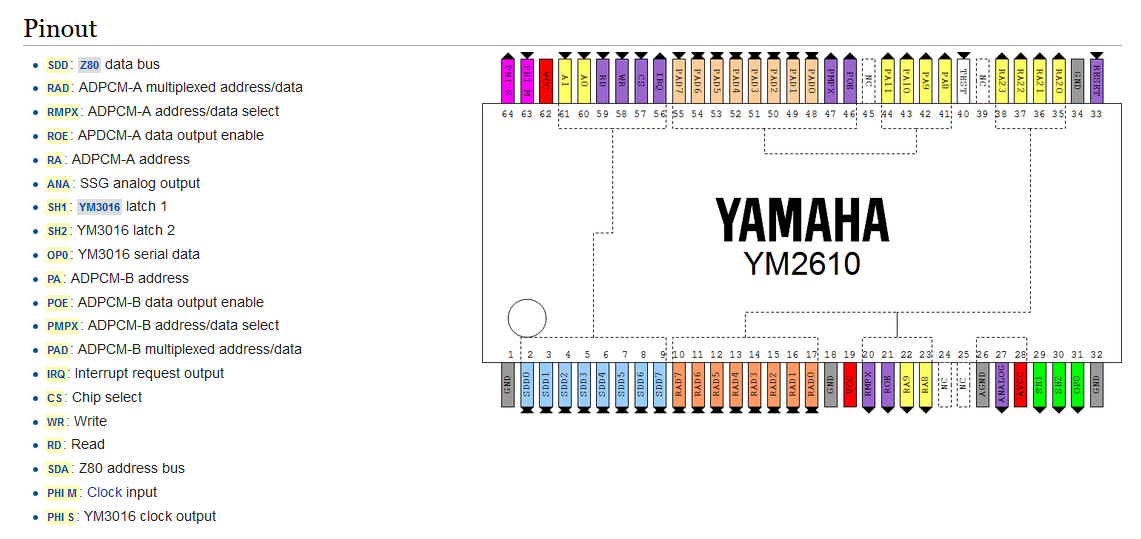 Pinout
SDD: Z80 data bus
RAD: ADPCM-A multiplexed address/data
RMPX: ADPCM-A address/data select
ROE: APDCM-A data output enable
RA: ADPCM-A address
ANA: SSG analog output
SH1: YM3016 latch 1
SH2: YM3016 latch 2
OP0: YM3016 serial data
PA: ADPCM-B address
POE: ADPCM-B data output enable
PMPX: ADPCM-B address/data select
PAD: ADPCM-B multiplexed address/data
IRQ: Interrupt request output
CS: Chip select
WR: Write
RD: Read
SDA: Z80 address bus
PHI M: Clock input
PHI S: YM3016 clock output
PHI S PHI M VCC A1 A0 RD WR CS IRQ PAD7 PAD6 PAD5 PAD4 PAD3 PAD2 PAD1 PAD0 PMPX POE NC PA11 PA10 PA9 PA8 TEST NC RA23 RA22 RA21 RA20 GND RESET
64 63 62 61 60 59 58 57 56 55 54 53 52 51 50 49 48 47 46 45 44 43 42 41 40 39 38 37 36 35 34 33
YAMAHA
YM2610
1 2 3 4 5 6 7 8 9 10 11 12 13 14 15 16 17 18 19 20 21 22 23 24 25 26 27 28 29 30 31 32
GND SDD0 SDD1 SDD2 SDD3 SDD4 SDD5 SDD6 SDD7 RAD7 RAD6 RAD5 RAD4 RAD3 RAD2 RAD1 RAD0 GND VCC RMPX ROE RA9 RA8 NC NC AGND ANALOG AVCC SH1 SH2 OPO GND